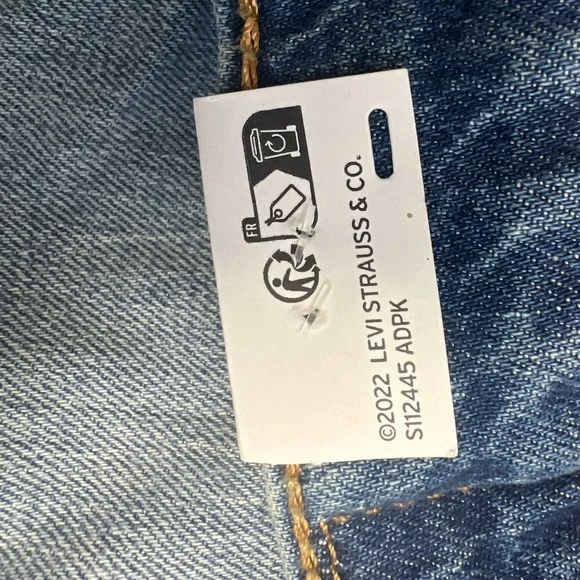 FR
©2022 LEVI STRAUSS & CO.
S112445 ADPK